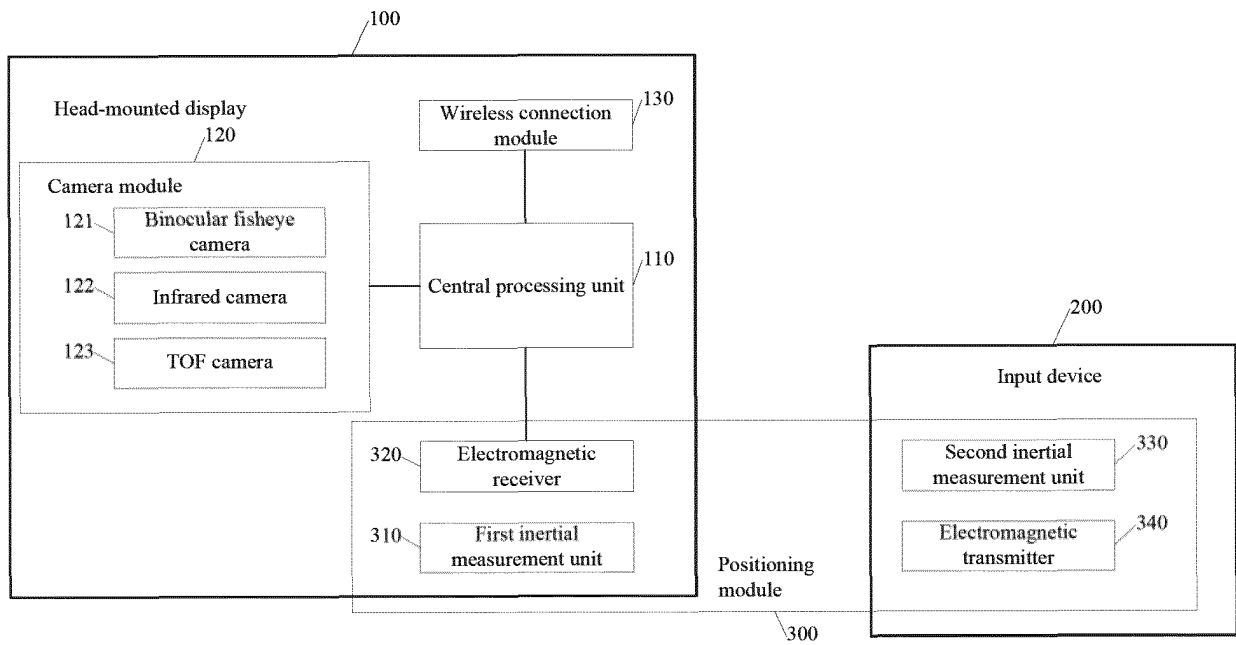 100
Head-mounted display
120
Wireless connection
module
130
Camera module
121
Binocular fisheye
camera
122
Infrared camera
123
TOF camera
Central processing unit
110
200
Input device
320
Electromagnetic
receiver
310
First inertial
measurement unit
Second inertial
measurement unit
330
Electromagnetic
transmitter
340
Positioning
module
300